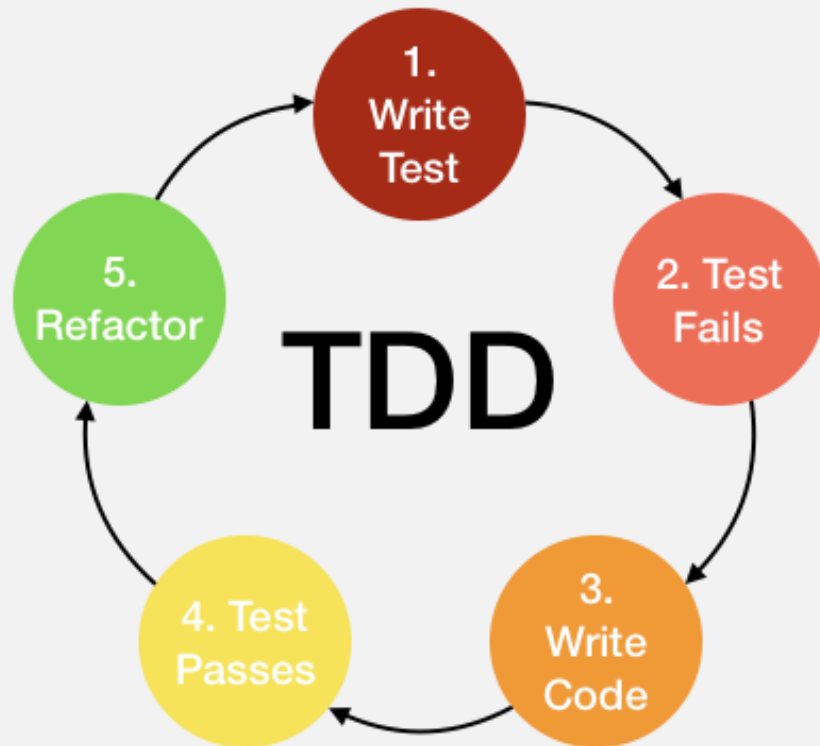 1.
Write
Test
2. Test
Fails
3.
Write
Code
4. Test
Passes
5.
Refactor
TDD